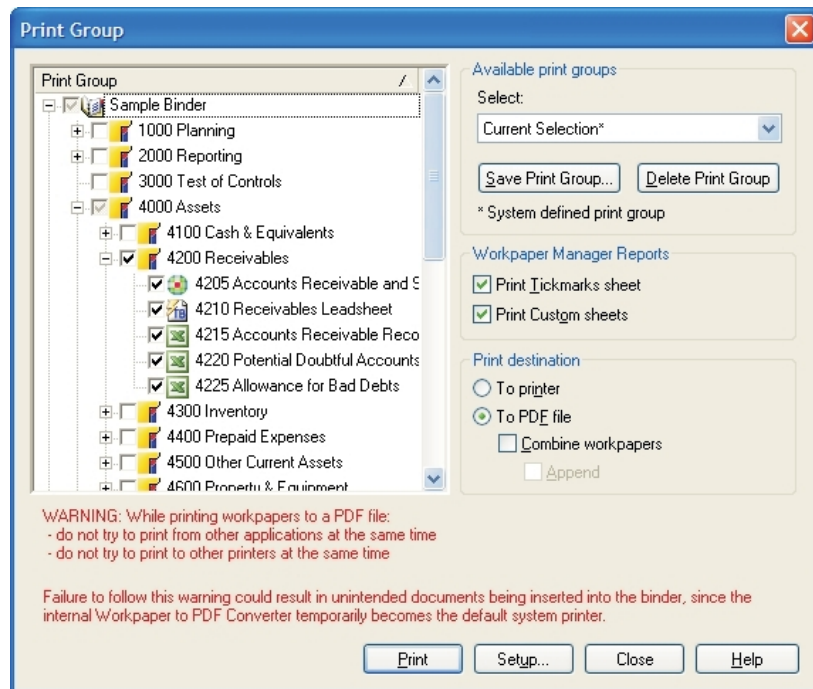 Print Group
Print Group
Sample Binder
1000 Planning
2000 Reporting
3000 Test of Controls
4000 Assets
4100 Cash & Equivalents
4200 Receivables
4205 Accounts Receivable and S
4210 Receivables Leadsheet
4215 Accounts Receivable Reco
4220 Potential Doubtful Accounts
4225 Allowance for Bad Debts
4300 Inventory
4400 Prepaid Expenses
4500 Other Current Assets
4600 Property & Equipment
Available print groups
Select:
Current Selection*
Save Print Group... Delete Print Group
* System defined print group
Workpaper Manager Reports
Print Tickmarks sheet
Print Custom sheets
Print destination
To printer
To PDF file
Combine workpapers
Append
WARNING: While printing workpapers to a PDF file:
- do not try to print from other applications at the same time
- do not try to print to other printers at the same time
Failure to follow this warning could result in unintended documents being inserted into the binder, since the
internal Workpaper to PDF Converter temporarily becomes the default system printer.
Print Setup... Close Help